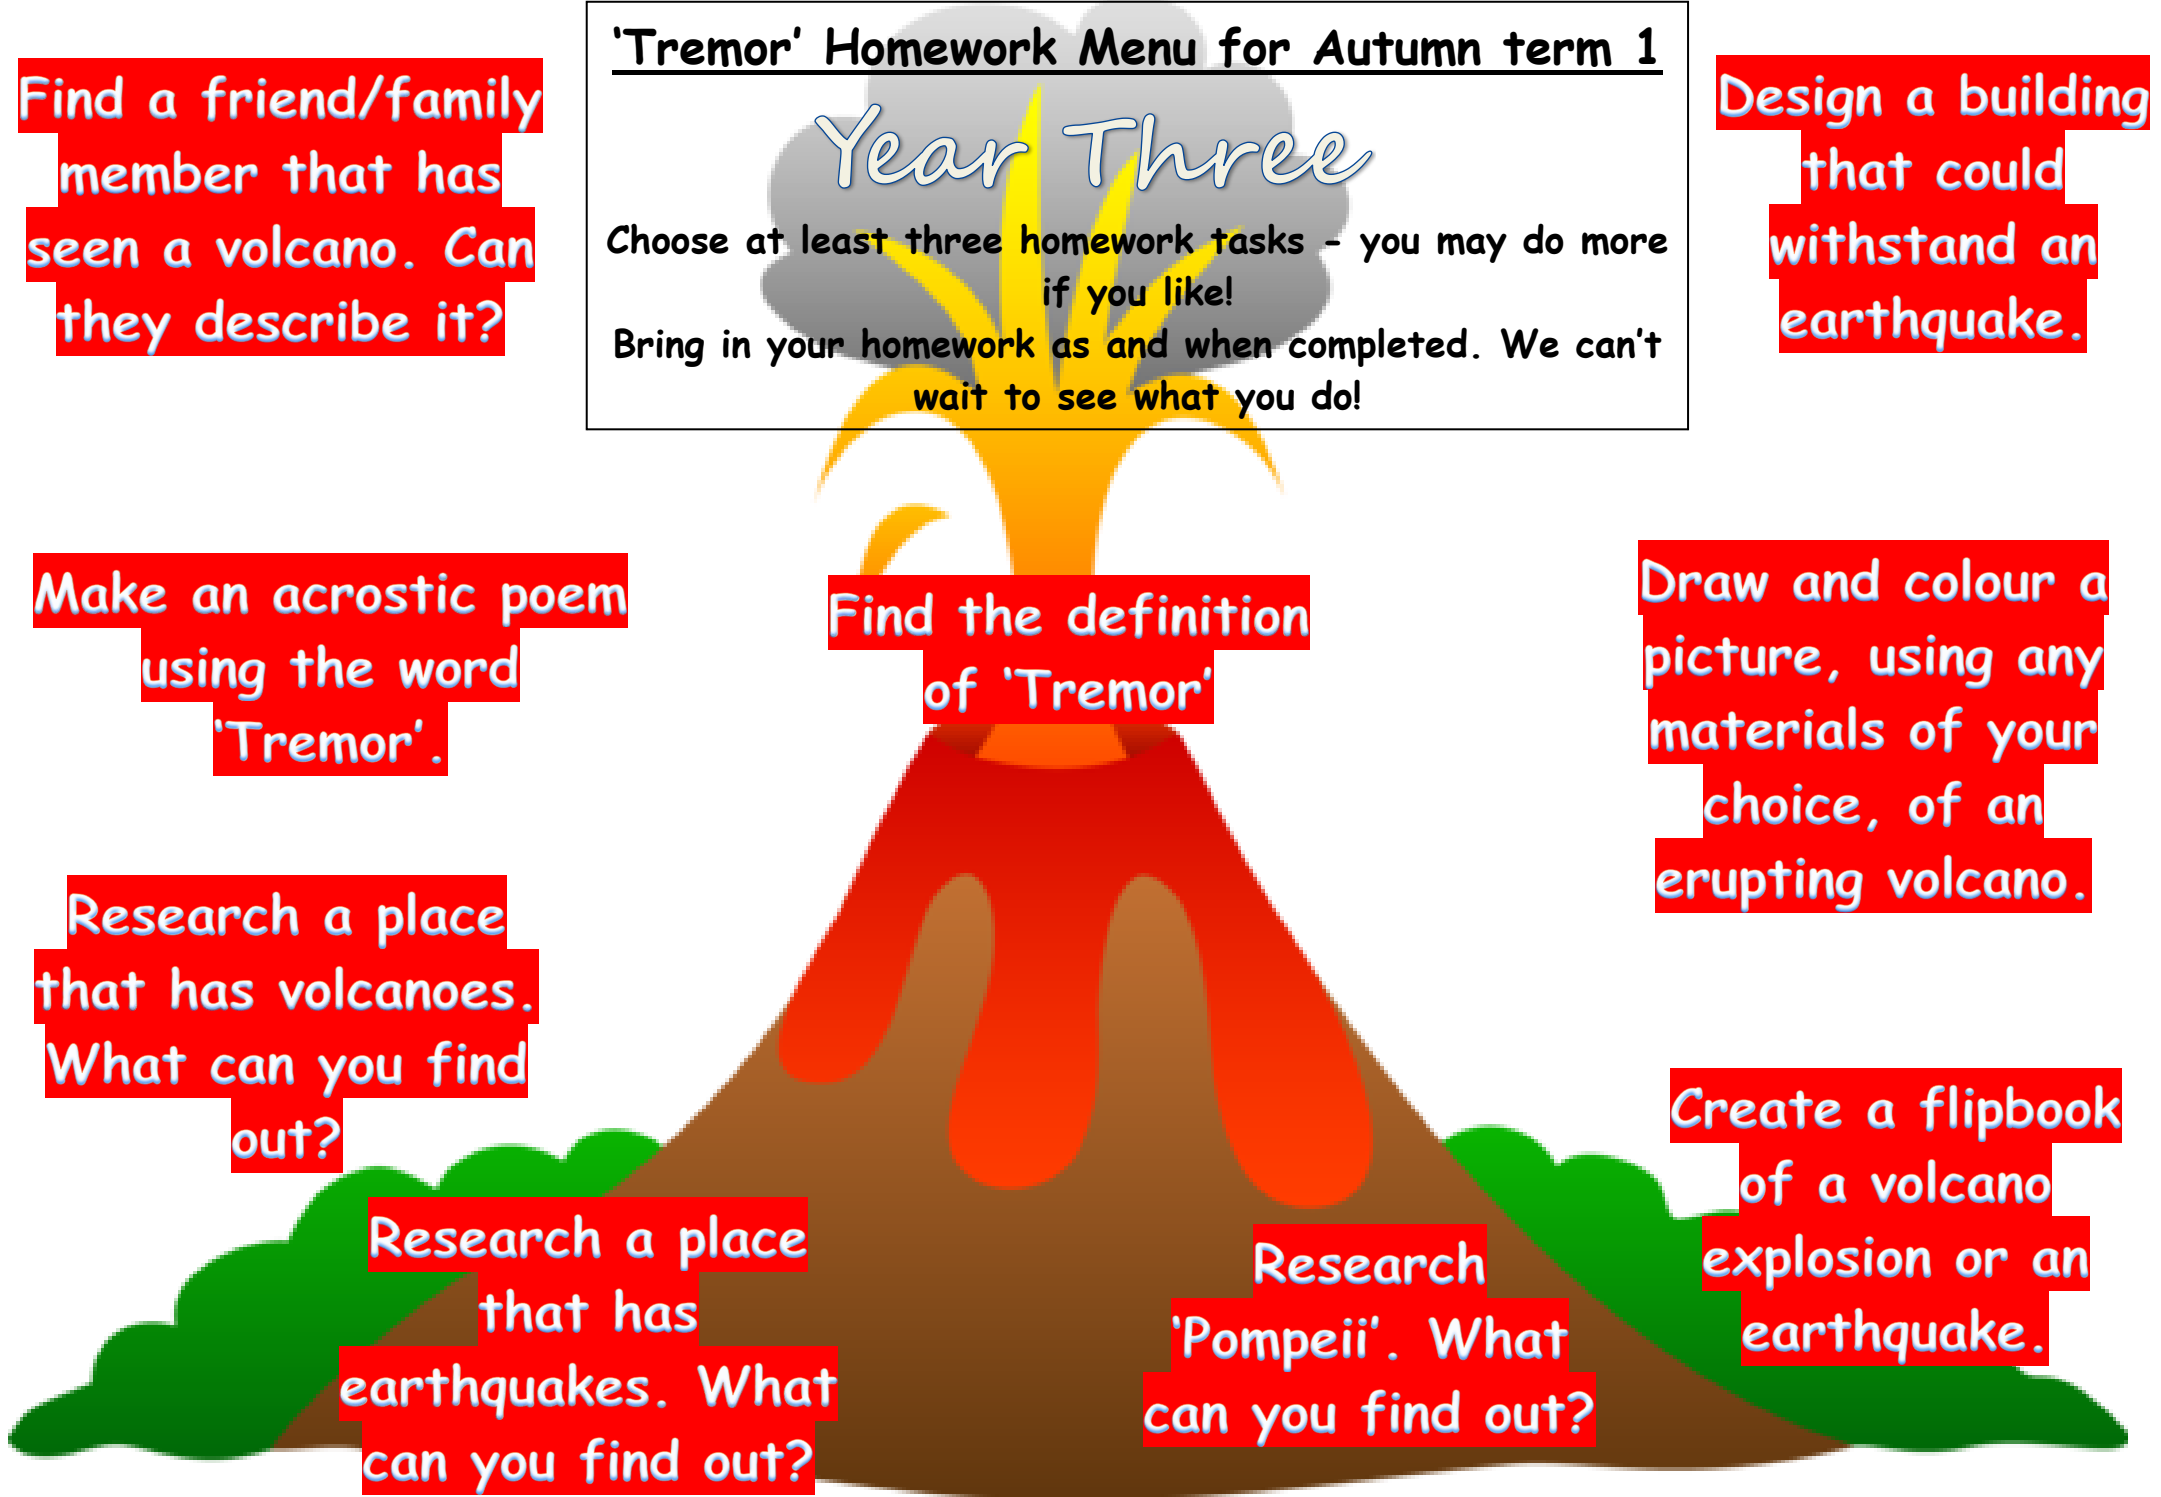 ‘Tremor’ Homework Menu for Autumn term 1
Year Three
Choose at least three homework tasks - you may do more
if you like!
Bring in your homework as and when completed. We can’t
wait to see what you do!
Find a friend/family
member that has
seen a volcano. Can
they describe it?
Design a building
that could
withstand an
earthquake.
Make an acrostic poem
using the word
‘Tremor’.
Find the definition
of ‘Tremor’
Draw and colour a
picture, using any
materials of your
choice, of an
erupting volcano.
Research a place
that has volcanoes.
What can you find
out?
Create a flipbook
of a volcano
explosion or an
earthquake.
Research a place
that has
earthquakes. What
can you find out?
Research
‘Pompeii’. What
can you find out?